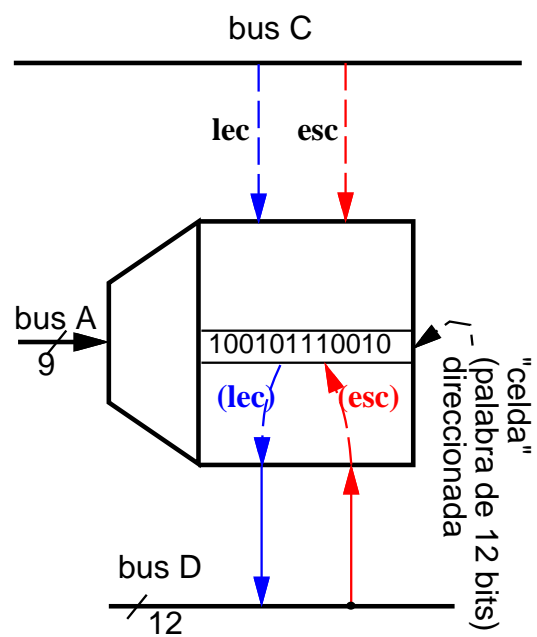 bus C
lec
esc
bus A
9
100101110010
(lec)
(esc)
"celda"
(palabra de 12 bits)
direccionada
bus D
12